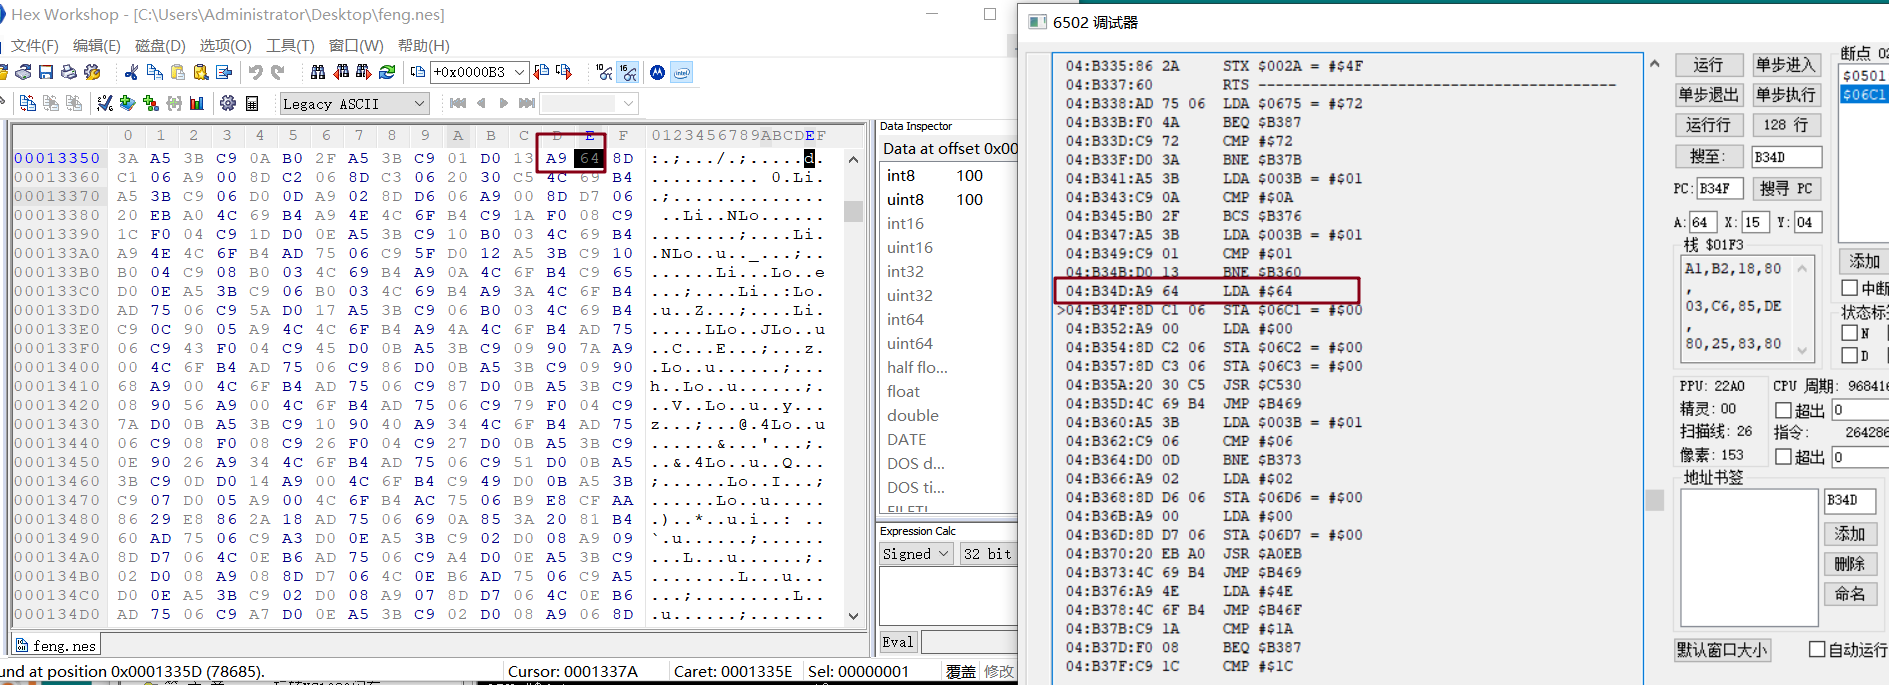 Hex Workshop - [C:\Users\Administrator\Desktop\feng.nes]
文件(F) 编辑(E) 磁盘(D) 选项(O) 工具(T) 窗口(W) 帮助(H)
+0x0000B3
Legacy ASCII
0 1 2 3 4 5 6 7 8 9 A B C D E F 0123456789ABCDEF
00013350 3A A5 3B C9 0A B0 2F A5 3B C9 01 D0 13 A9 64 8D :.;.../.;.....d.
00013360 C1 06 A9 00 8D C2 06 8D C3 06 20 30 C5 4C 69 B4 .......... 0.Li.
00013370 A5 3B C9 06 D0 0D A9 02 8D D6 06 A9 00 8D D7 06 .;..............
00013380 20 EB A0 4C 69 B4 A9 4E 4C 6F B4 C9 1A F0 08 C9 ..Li..NLo.......
00013390 1C F0 04 C9 1D D0 0E A5 3B C9 10 B0 03 4C 69 B4 ........;....Li.
000133A0 A9 4E 4C 6F B4 AD 75 06 C9 5F D0 12 A5 3B C9 10 .NLo..u.._...;..
000133B0 B0 04 C9 08 B0 03 4C 69 B4 A9 0A 4C 6F B4 C9 65 ......Li...Lo..e
000133C0 D0 0E A5 3B C9 06 B0 03 4C 69 B4 A9 3A 4C 6F B4 ...;....Li..:Lo.
000133D0 AD 75 06 C9 5A D0 17 A5 3B C9 06 B0 03 4C 69 B4 .u..Z...;....Li.
000133E0 C9 0C 90 05 A9 4C 4C 6F B4 A9 4A 4C 6F B4 AD 75 .....LLo..JLo..u
000133F0 06 C9 43 F0 04 C9 45 D0 0B A5 3B C9 09 90 7A A9 ..C...E...;...z.
00013400 00 4C 6F B4 AD 75 06 C9 86 D0 0B A5 3B C9 09 90 .Lo..u......;...
00013410 68 A9 00 4C 6F B4 AD 75 06 C9 87 D0 0B A5 3B C9 h..Lo..u......;.
00013420 08 90 56 A9 00 4C 6F B4 AD 75 06 C9 79 F0 04 C9 ..V..Lo..u..y...
00013430 7A D0 0B A5 3B C9 10 90 40 A9 34 4C 6F B4 AD 75 z...;...@.4Lo..u
00013440 06 C9 08 F0 08 C9 26 F0 04 C9 27 D0 0B A5 3B C9 ......&...'...;.
00013450 0E 90 26 A9 34 4C 6F B4 AD 75 06 C9 51 D0 0B A5 ..&.4Lo..u..Q...
00013460 3B C9 0D D0 14 A9 00 4C 6F B4 C9 49 D0 0B A5 3B ;......Lo..I...;
00013470 C9 07 D0 05 A9 00 4C 6F B4 AC 75 06 B9 E8 CF AA ......Lo..u.....
00013480 86 29 E8 86 2A 18 AD 75 06 69 0A 85 3A 20 81 B4 .)..*..u.i..: ..
00013490 60 AD 75 06 C9 A3 D0 0E A5 3B C9 02 D0 08 A9 09 `.u......;......
000134A0 8D D7 06 4C 0E B6 AD 75 06 C9 A4 D0 0E A5 3B C9 ...L...u......;.
000134B0 02 D0 08 A9 08 8D D7 06 4C 0E B6 AD 75 06 C9 A5 ........L...u...
000134C0 D0 0E A5 3B C9 02 D0 08 A9 07 8D D7 06 4C 0E B6 ...;.........L..
000134D0 AD 75 06 C9 A7 D0 0E A5 3B C9 02 D0 08 A9 06 8D .u......;.......
feng.nes
und at position 0x0001335D (78685).
Cursor: 0001337A Caret: 0001335E Sel: 00000001 覆盖 修改
Data Inspector
Data at offset 0x00
int8 100
uint8 100
int16
uint16
int32
uint32
int64
uint64
half flo...
float
double
DATE
DOS d...
DOS ti...
Expression Calc
Signed 32 bit
Eval
6502 调试器
04:B335:86 2A STX $002A = #$4F
04:B337:60 RTS -----------------------------------------
04:B338:AD 75 06 LDA $0675 = #$72
04:B33B:F0 4A BEQ $B387
04:B33D:C9 72 CMP #$72
04:B33F:D0 3A BNE $B37B
04:B341:A5 3B LDA $003B = #$01
04:B343:C9 0A CMP #$0A
04:B345:B0 2F BCS $B376
04:B347:A5 3B LDA $003B = #$01
04:B349:C9 01 CMP #$01
04:B34B:D0 13 BNE $B360
04:B34D:A9 64 LDA #$64
>04:B34F:8D C1 06 STA $06C1 = #$00
04:B352:A9 00 LDA #$00
04:B354:8D C2 06 STA $06C2 = #$00
04:B357:8D C3 06 STA $06C3 = #$00
04:B35A:20 30 C5 JSR $C530
04:B35D:4C 69 B4 JMP $B469
04:B360:A5 3B LDA $003B = #$01
04:B362:C9 06 CMP #$06
04:B364:D0 0D BNE $B373
04:B366:A9 02 LDA #$02
04:B368:8D D6 06 STA $06D6 = #$00
04:B36B:A9 00 LDA #$00
04:B36D:8D D7 06 STA $06D7 = #$00
04:B370:20 EB A0 JSR $A0EB
04:B373:4C 69 B4 JMP $B469
04:B376:A9 4E LDA #$4E
04:B378:4C 6F B4 JMP $B46F
04:B37B:C9 1A CMP #$1A
04:B37D:F0 08 BEQ $B387
04:B37F:C9 1C CMP #$1C
运行 单步进入
单步退出 单步执行
运行行 128 行
搜至: B34D
PC: B34F 搜寻 PC
A: 64 X: 15 Y: 04
栈 $01F3
A1,B2,18,80
,
03,C6,85,DE
,
80,25,83,80
PPU: 22A0
精灵: 00
扫描线: 26
像素: 153
CPU 周期: 968416
超出 0
指令: 264286
超出 0
地址书签
B34D
添加
删除
命名
默认窗口大小
自动运行
断点 02
$0501
$06C1
添加
中断
状态标签
N
D